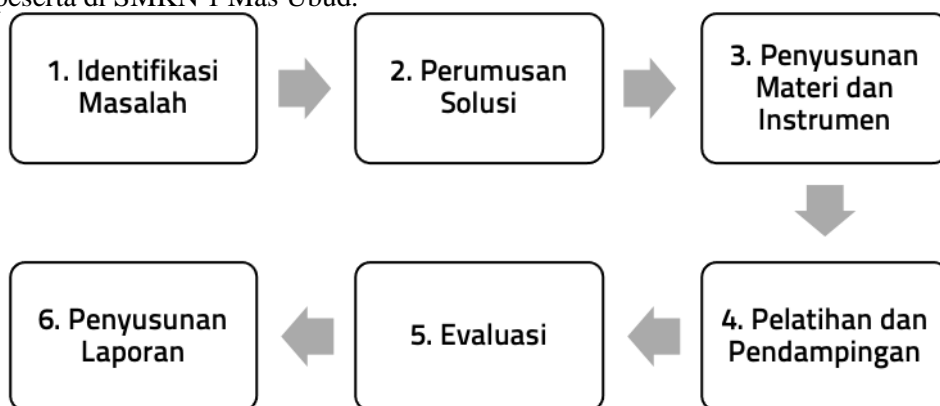 peserta di SMKN 1 Mas Ubud.
1. Identifikasi
Masalah
2. Perumusan
Solusi
3. Penyusunan
Materi dan
Instrumen
4. Pelatihan dan
Pendampingan
5. Evaluasi
6. Penyusunan
Laporan